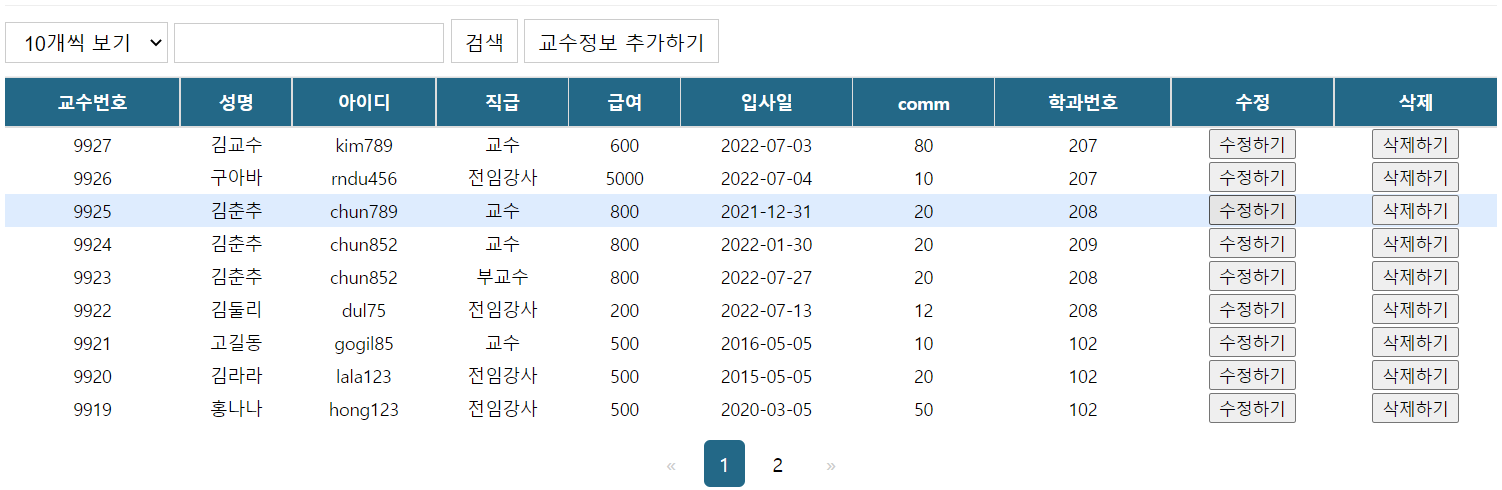 10개씩 보기 검색 교수정보 추가하기
교수번호 성명 아이디 직급 급여 입사일 comm 학과번호 수정 삭제
9927 김교수 kim789 교수 600 2022-07-03 80 207 수정하기 삭제하기
9926 구아바 rndu456 전임강사 5000 2022-07-04 10 207 수정하기 삭제하기
9925 김춘추 chun789 교수 800 2021-12-31 20 208 수정하기 삭제하기
9924 김춘추 chun852 교수 800 2022-01-30 20 209 수정하기 삭제하기
9923 김춘추 chun852 부교수 800 2022-07-27 20 208 수정하기 삭제하기
9922 김둘리 dul75 전임강사 200 2022-07-13 12 208 수정하기 삭제하기
9921 고길동 gogil85 교수 500 2016-05-05 10 102 수정하기 삭제하기
9920 김라라 lala123 전임강사 500 2015-05-05 20 102 수정하기 삭제하기
9919 홍나나 hong123 전임강사 500 2020-03-05 50 102 수정하기 삭제하기
« 1 2 »